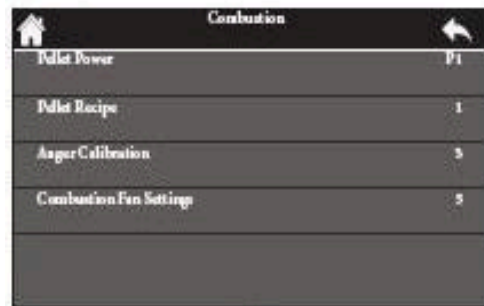 Combustion
Pellet Power P1
Pellet Recipe 1
Auger Calibration 5
Combustion Fan Settings 5